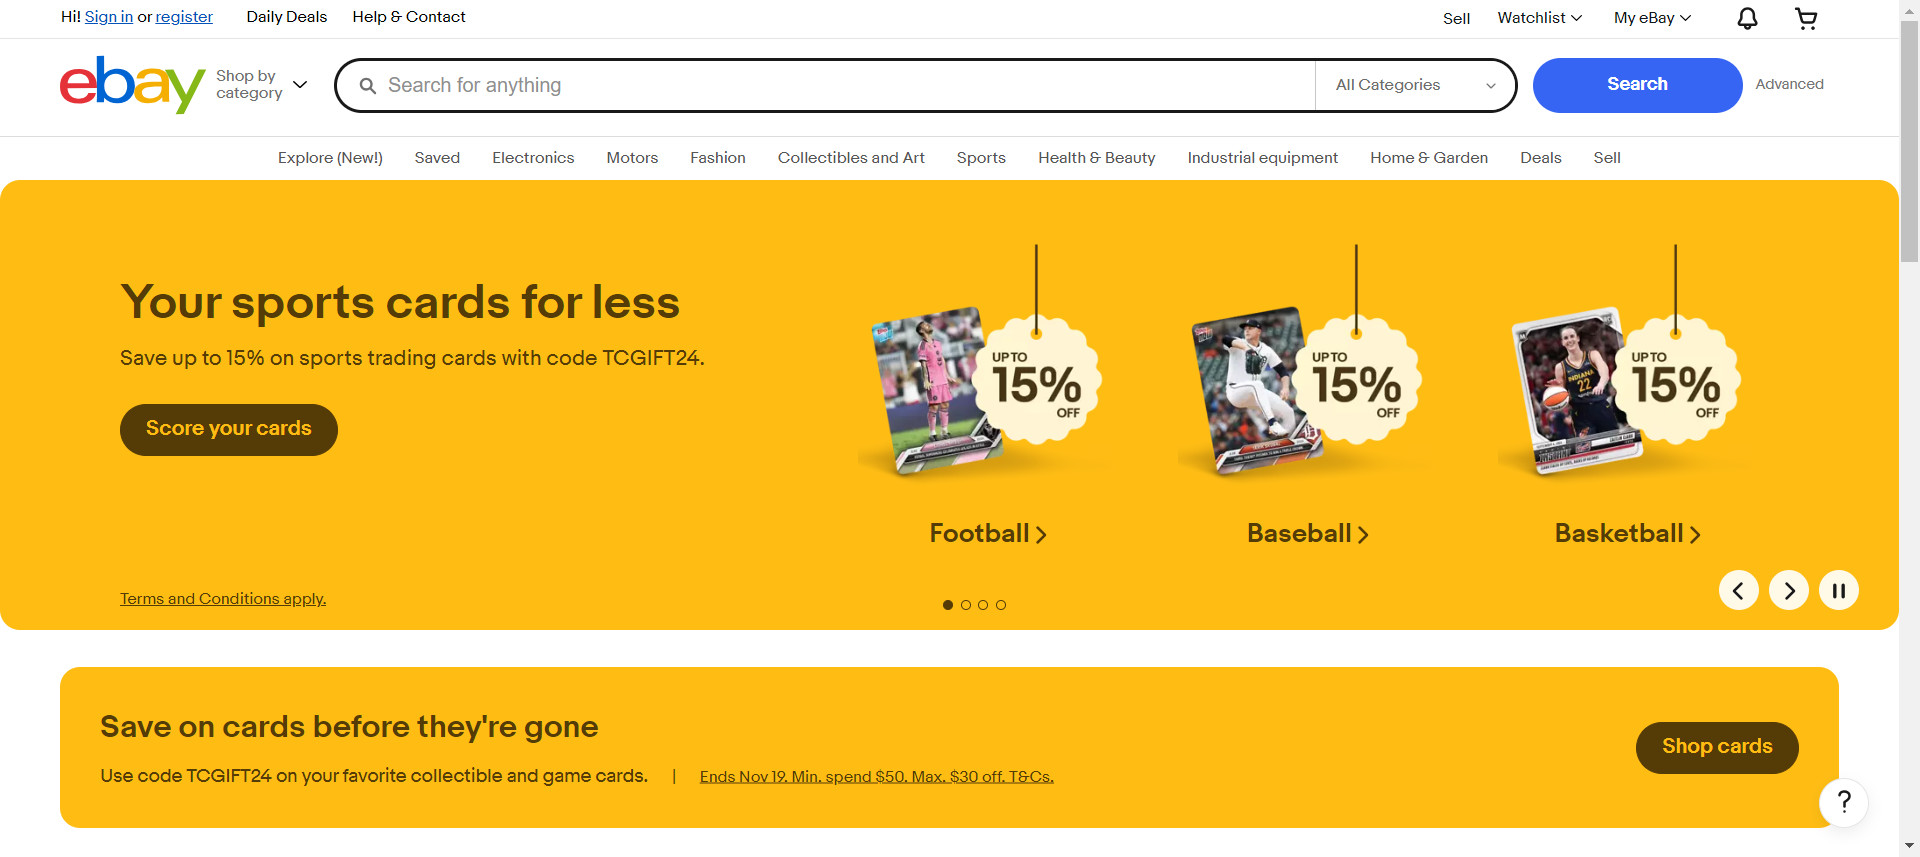 Hi! Sign in or register
Daily Deals
Help & Contact
Sell
Watchlist
My eBay
ebay
Shop by
category
Search for anything
All Categories
Search
Advanced
Explore (New!)
Saved
Electronics
Motors
Fashion
Collectibles and Art
Sports
Health & Beauty
Industrial equipment
Home & Garden
Deals
Sell
Your sports cards for less
Save up to 15% on sports trading cards with code TCGIFT24.
Score your cards
UP TO
15%
OFF
UP TO
15%
OFF
INDIANA
22
UP TO
15%
OFF
Football
Baseball
Basketball
Terms and Conditions apply.
Save on cards before they're gone
Use code TCGIFT24 on your favorite collectible and game cards.
|
Ends Nov 19. Min. spend $50. Max. $30 off. T&Cs.
Shop cards
?